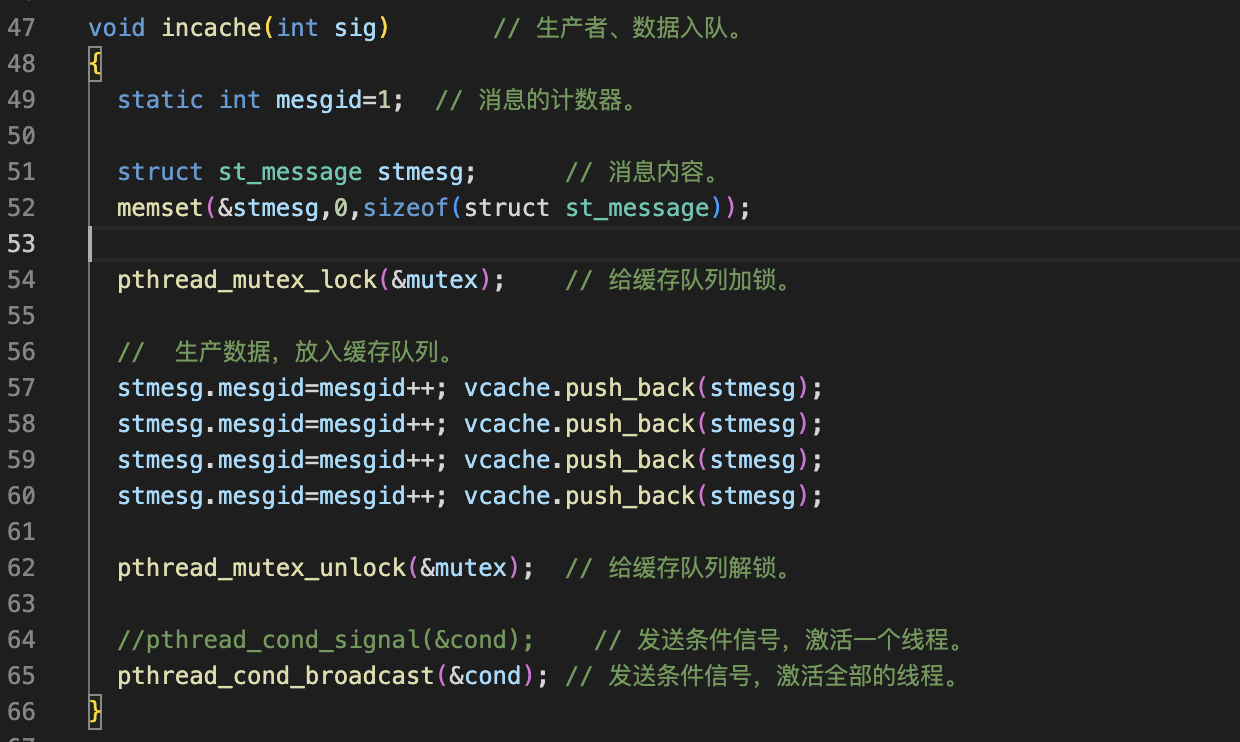 47 void incache(int sig) // 生产者、数据入队。
48 {
49 static int mesgid=1; // 消息的计数器。
50
51 struct st_message stmesg; // 消息内容。
52 memset(&stmesg,0,sizeof(struct st_message));
53
54 pthread_mutex_lock(&mutex); // 给缓存队列加锁。
55
56 // 生产数据，放入缓存队列。
57 stmesg.mesgid=mesgid++; vcache.push_back(stmesg);
58 stmesg.mesgid=mesgid++; vcache.push_back(stmesg);
59 stmesg.mesgid=mesgid++; vcache.push_back(stmesg);
60 stmesg.mesgid=mesgid++; vcache.push_back(stmesg);
61
62 pthread_mutex_unlock(&mutex); // 给缓存队列解锁。
63
64 //pthread_cond_signal(&cond); // 发送条件信号，激活一个线程。
65 pthread_cond_broadcast(&cond); // 发送条件信号，激活全部的线程。
66 }